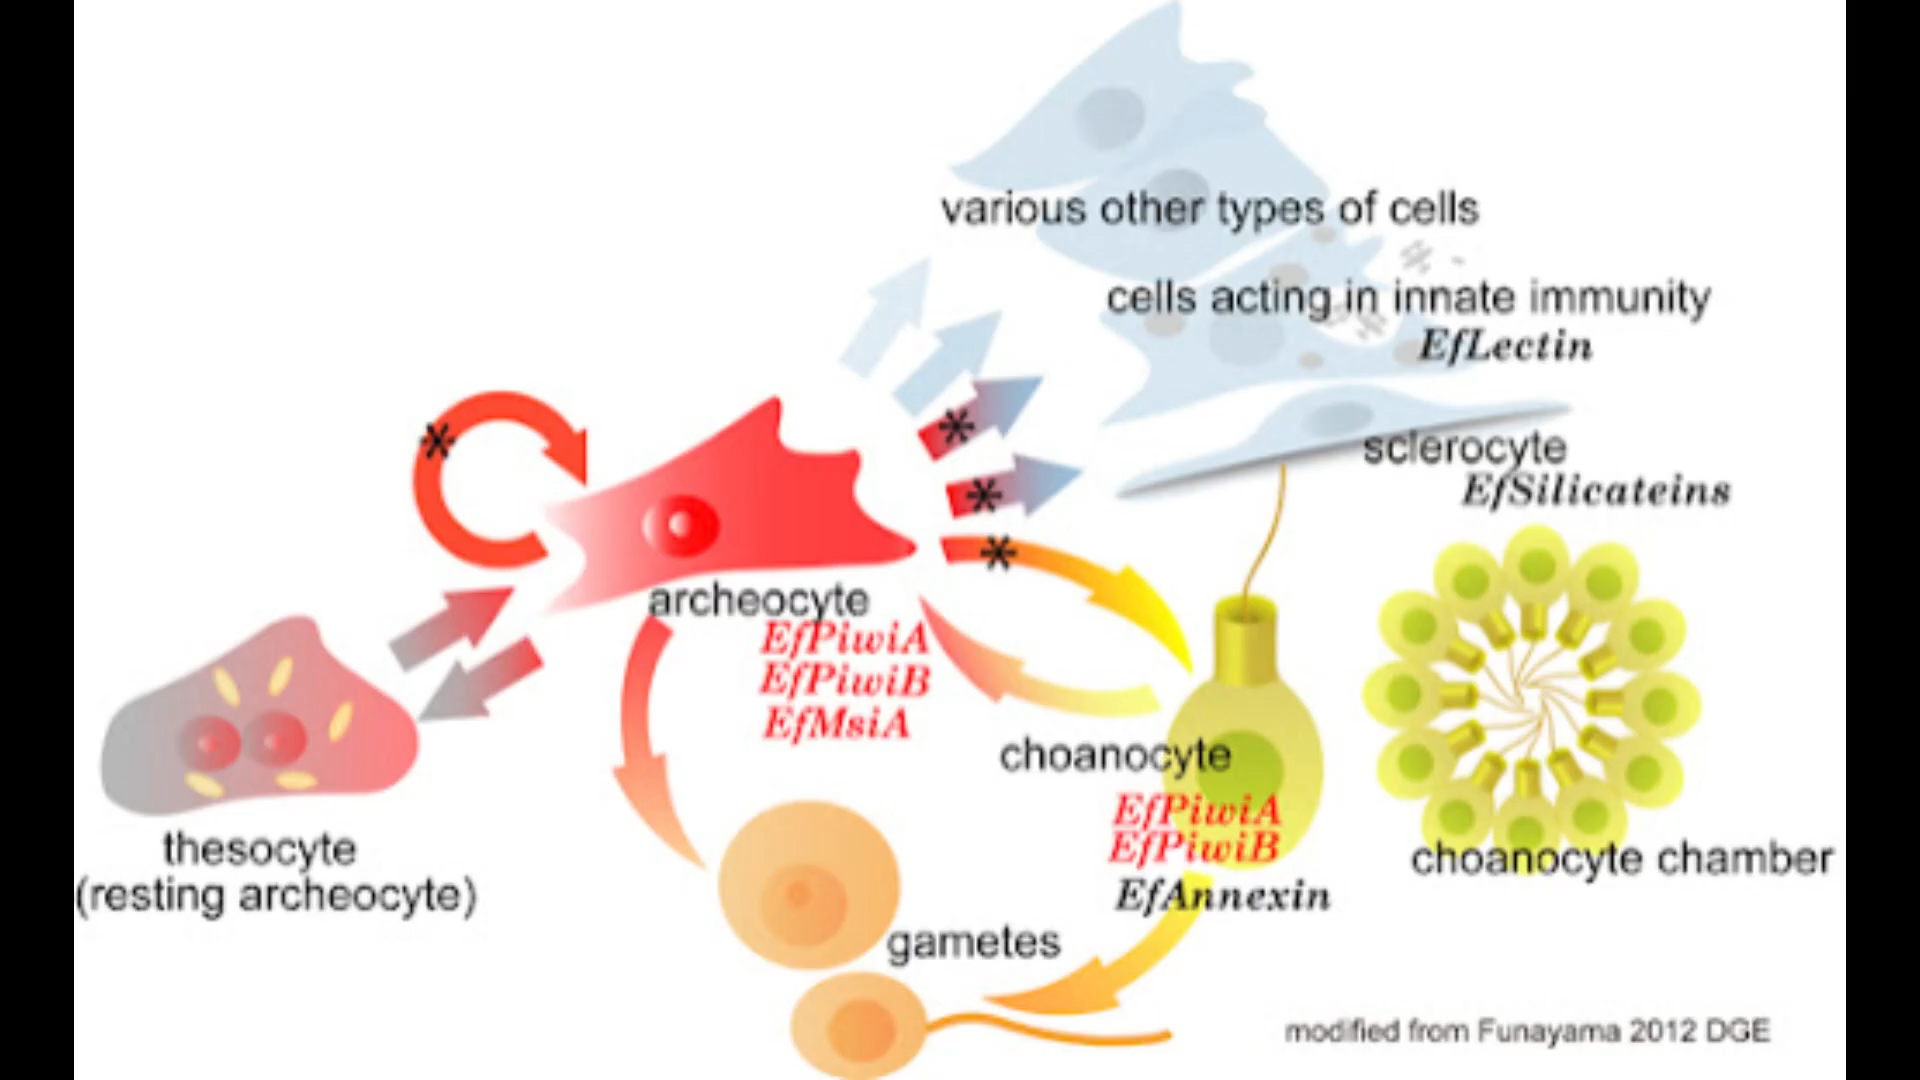 various other types of cells
cells acting in innate immunity
EfLectin
sclerocyte
EfSilicateins
archeocyte
EfPiwiA
EfPiwiB
EfMsiA
choanocyte
EfPiwiA
EfPiwiB
EfAnnexin
choanocyte chamber
thesocyte
(resting archeocyte)
gametes
modified from Funayama 2012 DGE